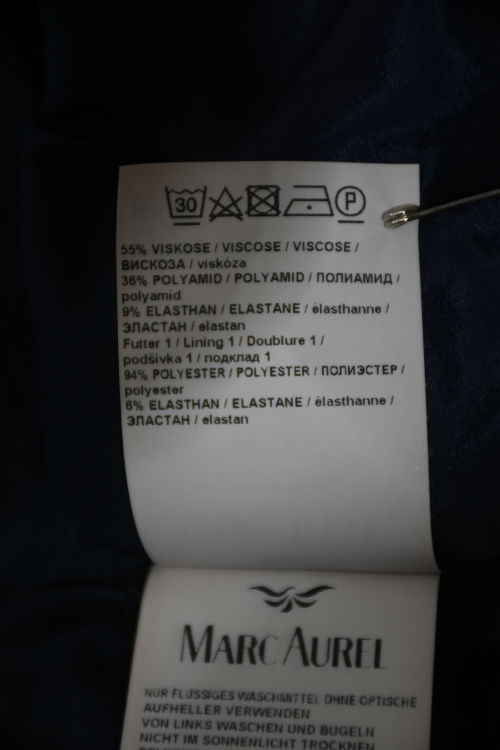 30 P
55% VISKOSE / VISCOSE / VISCOSE /
ВИСКОЗА / viskóza
36% POLYAMID / POLYAMID / ПОЛИАМИД /
polyamid
9% ELASTHAN / ELASTANE / élasthanne /
ЭЛАСТАН / elastan
Futter 1 / Lining 1 / Doublure 1 /
podšívka 1 / подклад 1
94% POLYESTER / POLYESTER / ПОЛИЭСТЕР /
polyester
6% ELASTHAN / ELASTANE / élasthanne /
ЭЛАСТАН / elastan
MARC AUREL
NUR FLÜSSIGES WASCHMITTEL OHNE OPTISCHE
AUFHELLER VERWENDEN
VON LINKS WASCHEN UND BÜGELN
NICHT IM SONNENLICHT TROCKNEN